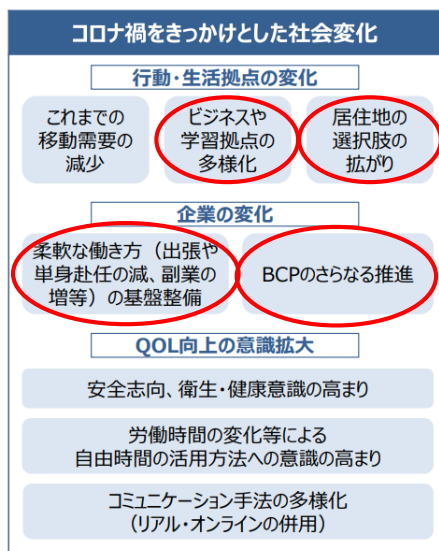 コロナ禍をきっかけとした社会変化
行動・生活拠点の変化
これまでの
移動需要の
減少
ビジネスや
学習拠点の
多様化
居住地の
選択肢の
拡がり
企業の変化
柔軟な働き方（出張や
単身赴任の減、副業の
増等）の基盤整備
BCPのさらなる推進
QOL向上の意識拡大
安全志向、衛生・健康意識の高まり
労働時間の変化等による
自由時間の活用方法への意識の高まり
コミュニケーション手法の多様化
（リアル・オンラインの併用）